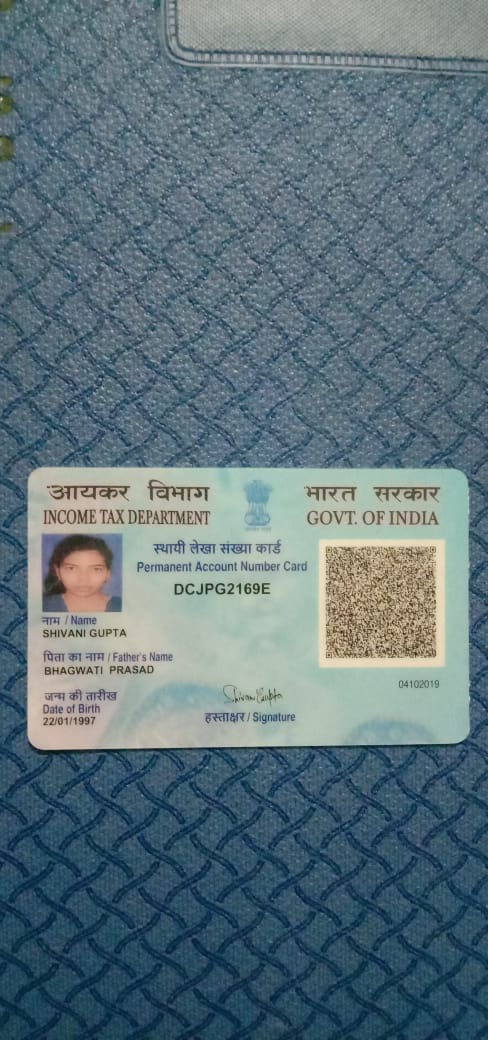 आयकर विभाग
INCOME TAX DEPARTMENT
भारत सरकार
GOVT. OF INDIA
स्थायी लेखा संख्या कार्ड
Permanent Account Number Card
DCJPG2169E
नाम / Name
SHIVANI GUPTA
पिता का नाम / Father's Name
BHAGWATI PRASAD
जन्म की तारीख
Date of Birth
22/01/1997
Shivani Gupta
हस्ताक्षर / Signature
04102019